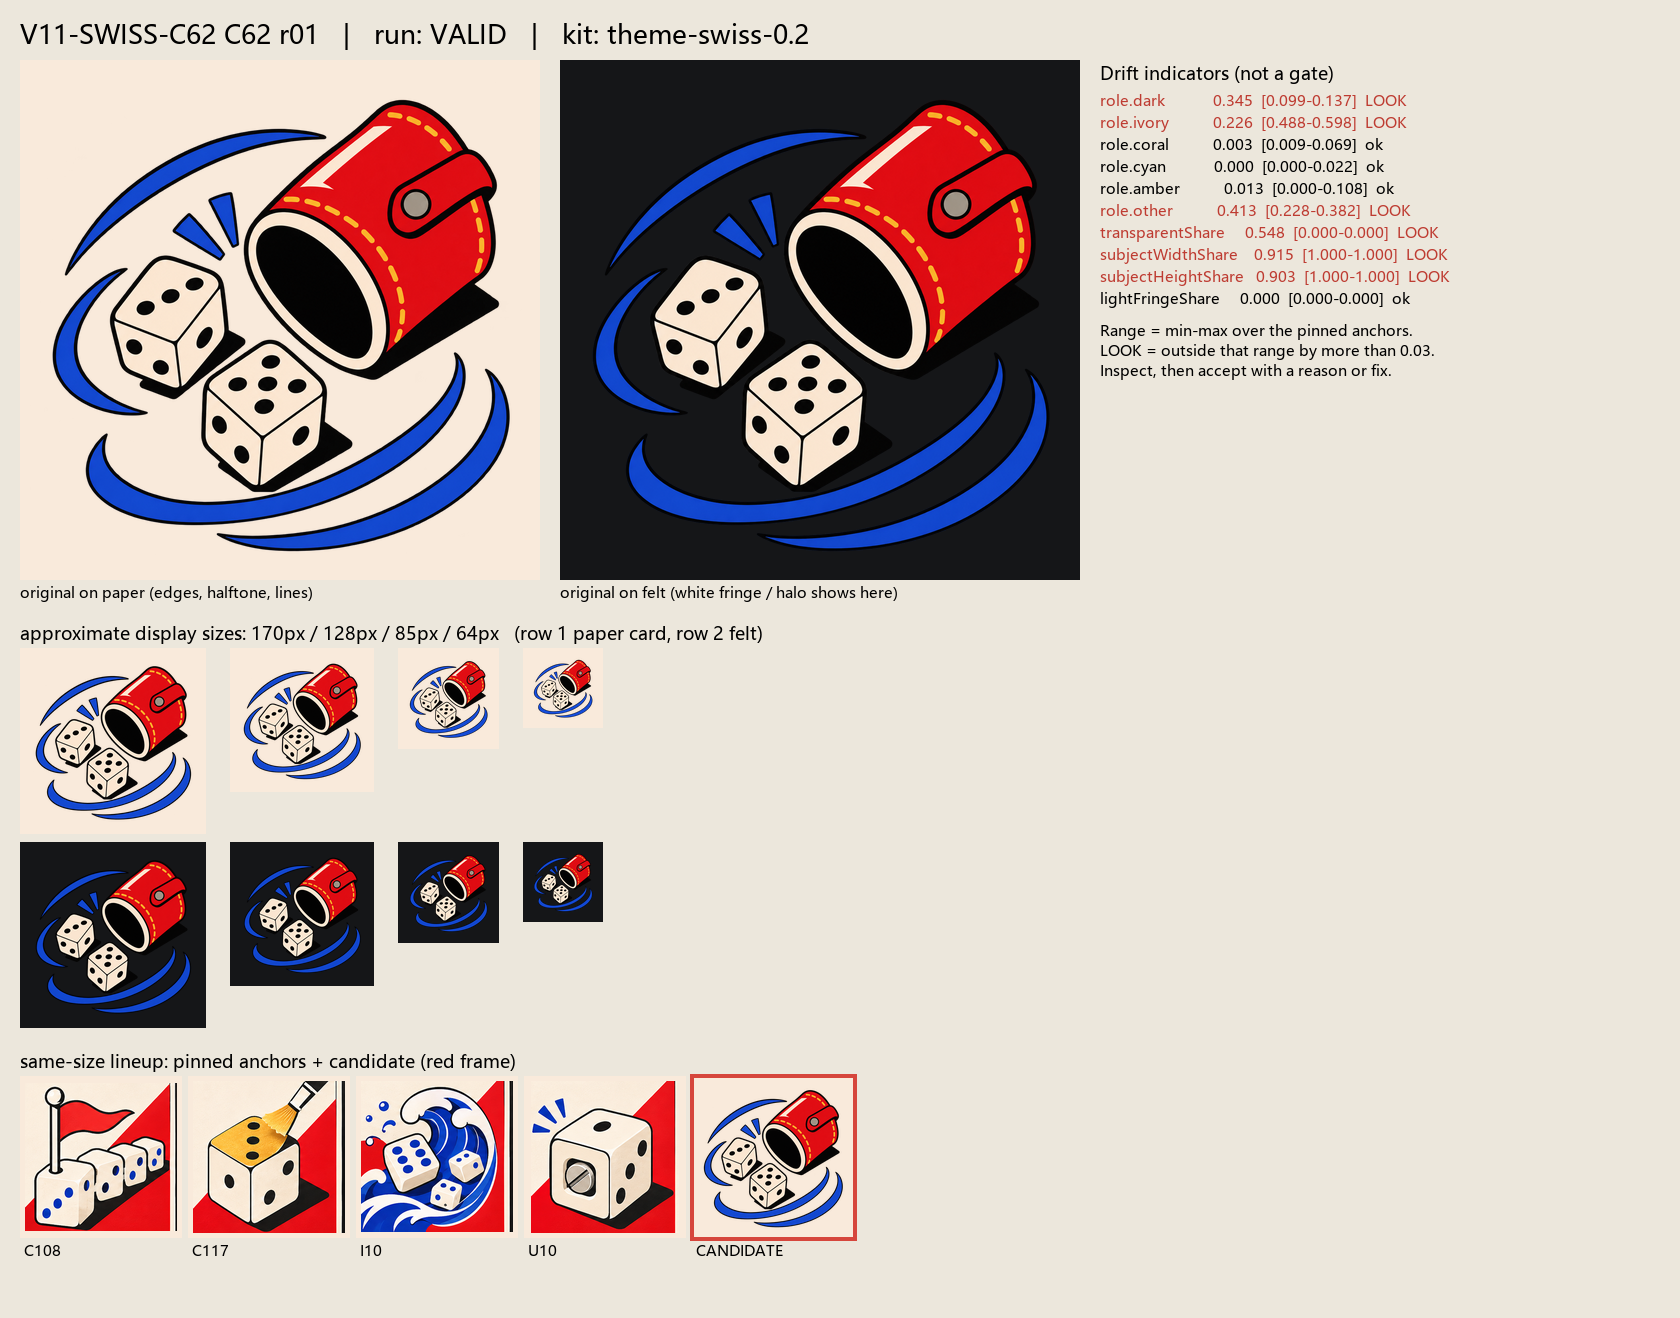 V11-SWISS-C62 C62 r01 | run: VALID | kit: theme-swiss-0.2
Drift indicators (not a gate)
role.dark 0.345 [0.099-0.137] LOOK
role.ivory 0.226 [0.488-0.598] LOOK
role.coral 0.003 [0.009-0.069] ok
role.cyan 0.000 [0.000-0.022] ok
role.amber 0.013 [0.000-0.108] ok
role.other 0.413 [0.228-0.382] LOOK
transparentShare 0.548 [0.000-0.000] LOOK
subjectWidthShare 0.915 [1.000-1.000] LOOK
subjectHeightShare 0.903 [1.000-1.000] LOOK
lightFringeShare 0.000 [0.000-0.000] ok
Range = min-max over the pinned anchors.
LOOK = outside that range by more than 0.03.
Inspect, then accept with a reason or fix.
original on paper (edges, halftone, lines)
original on felt (white fringe / halo shows here)
approximate display sizes: 170px / 128px / 85px / 64px (row 1 paper card, row 2 felt)
same-size lineup: pinned anchors + candidate (red frame)
C108
C117
I10
U10
CANDIDATE